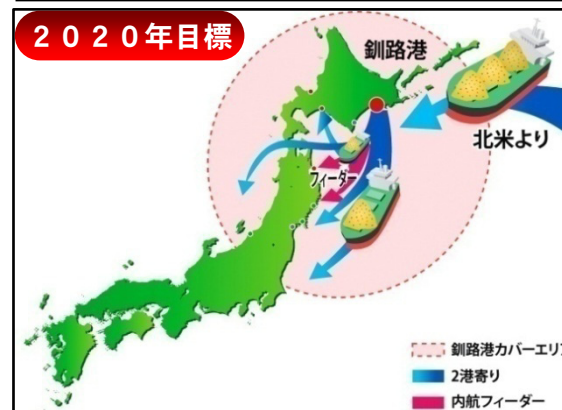 ２０２０年目標
釧路港
北米より
フィーダー
釧路港カバーエリア
2港寄り
内航フィーダー